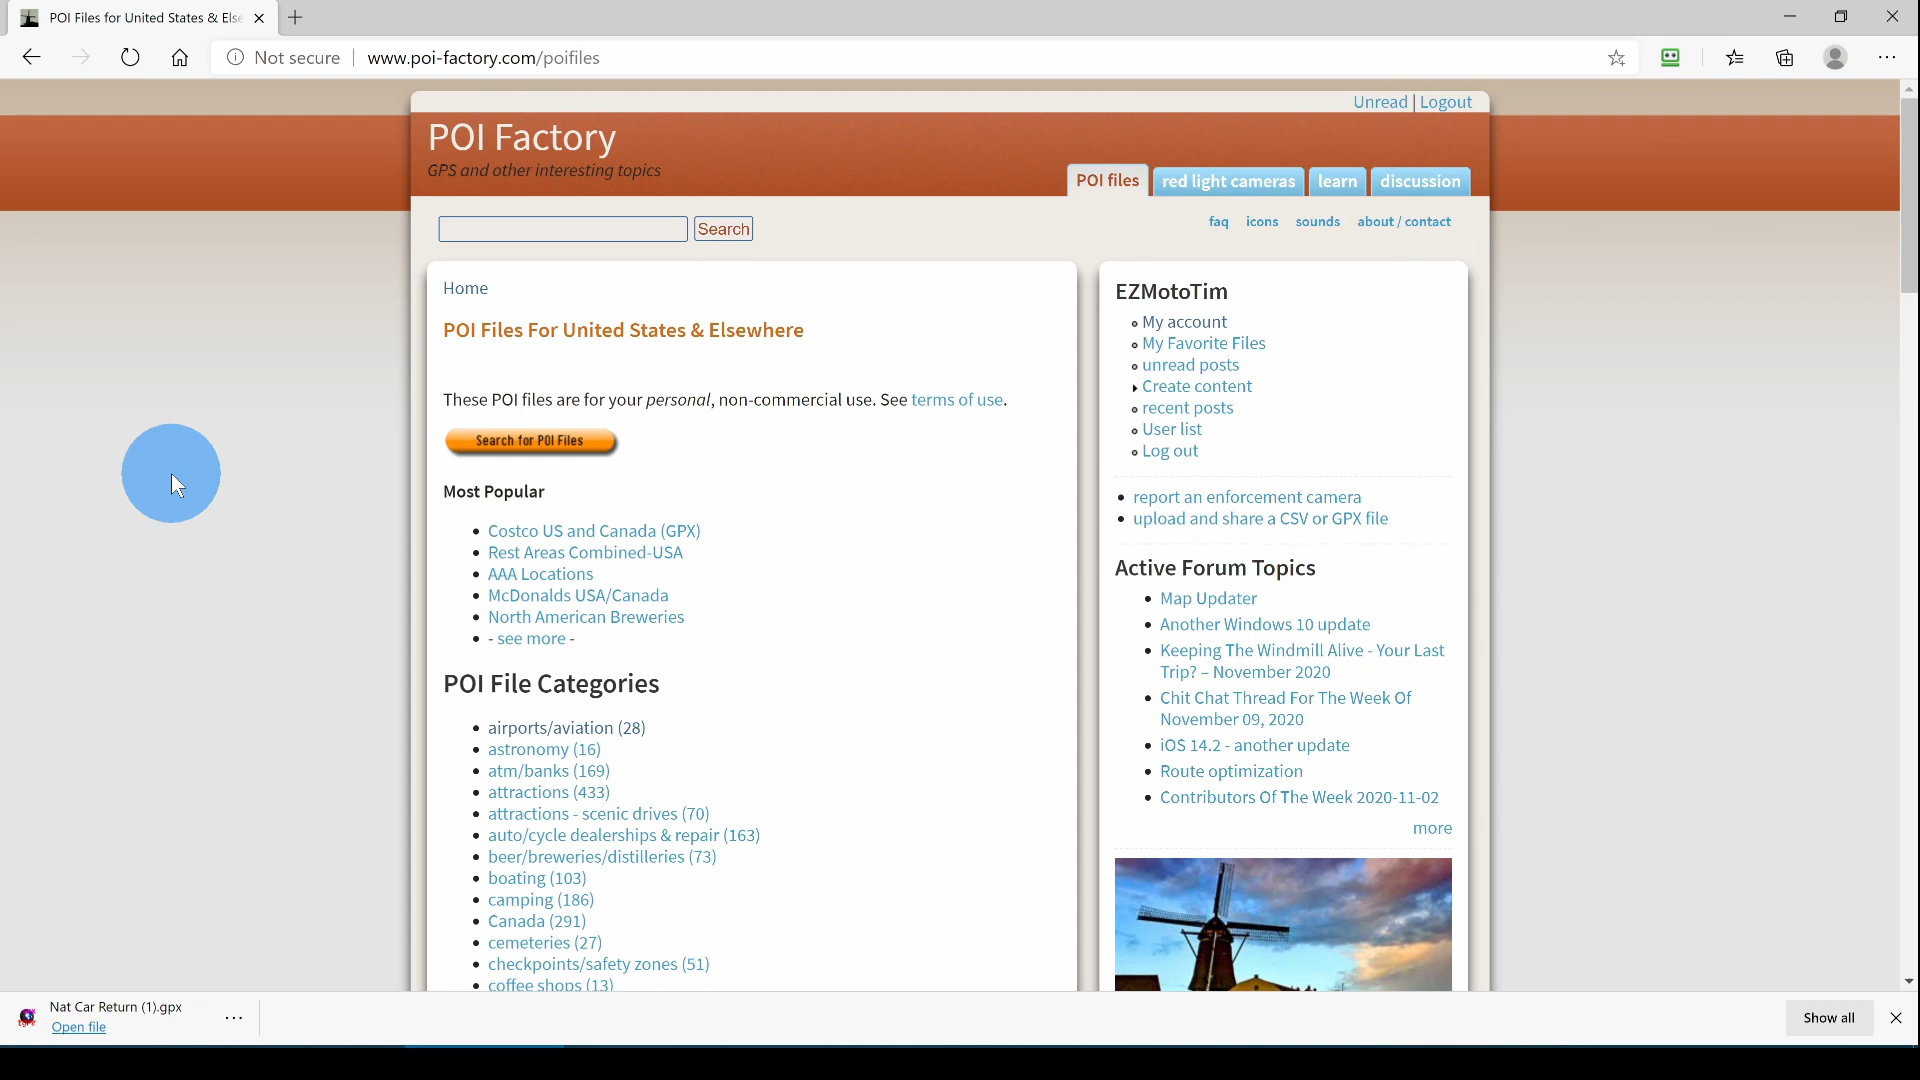 POI Files for United States & Else
Not secure
www.poi-factory.com/poifiles
Unread | Logout
POI Factory
GPS and other interesting topics
POI files
red light cameras
learn
discussion
Search
faq
icons
sounds
about / contact
Home
POI Files For United States & Elsewhere
These POI files are for your personal, non-commercial use. See terms of use.
Search for POI Files
Most Popular
Costco US and Canada (GPX)
Rest Areas Combined-USA
AAA Locations
McDonalds USA/Canada
North American Breweries
- see more -
POI File Categories
airports/aviation (28)
astronomy (16)
atm/banks (169)
attractions (433)
attractions - scenic drives (70)
auto/cycle dealerships & repair (163)
beer/breweries/distilleries (73)
boating (103)
camping (186)
Canada (291)
cemeteries (27)
checkpoints/safety zones (51)
coffee shops (13)
EZMotoTim
My account
My Favorite Files
unread posts
Create content
recent posts
User list
Log out
report an enforcement camera
upload and share a CSV or GPX file
Active Forum Topics
Map Updater
Another Windows 10 update
Keeping The Windmill Alive - Your Last
Trip? – November 2020
Chit Chat Thread For The Week Of
November 09, 2020
iOS 14.2 - another update
Route optimization
Contributors Of The Week 2020-11-02
more
Nat Car Return (1).gpx
Open file
Show all